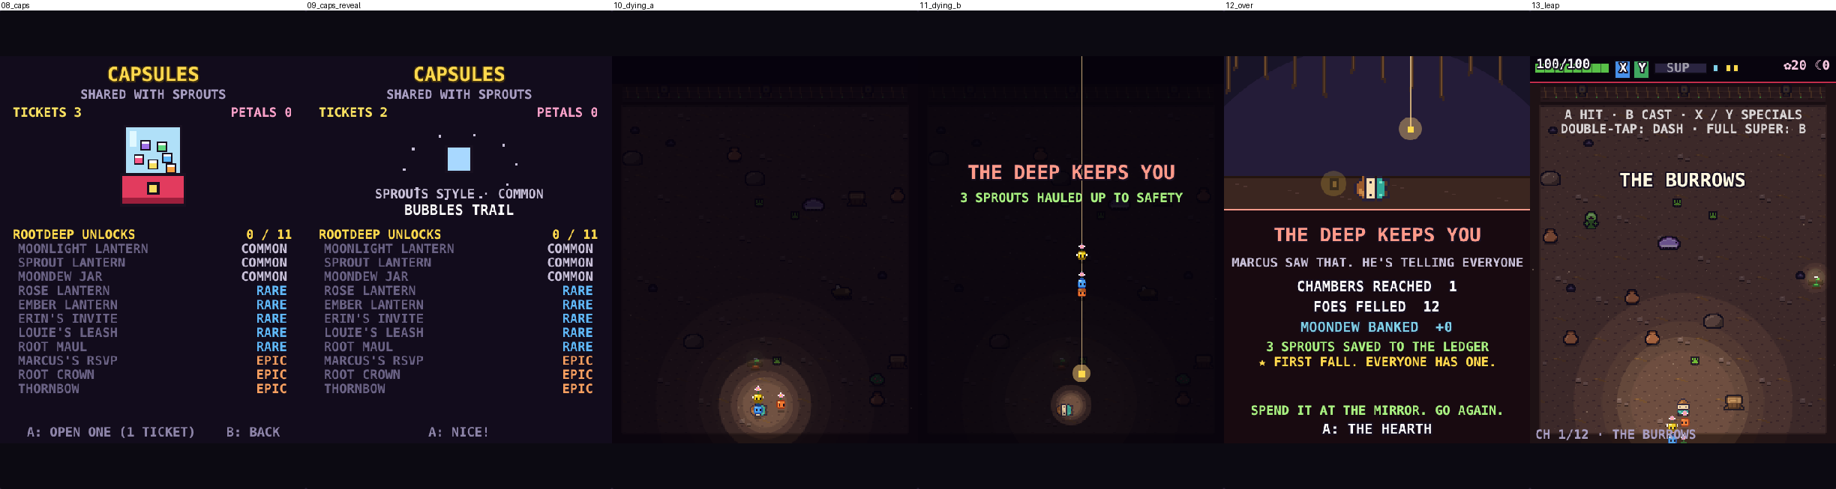 08_caps
CAPSULES
SHARED WITH SPROUTS
TICKETS 3 PETALS 0
ROOTDEEP UNLOCKS 0 / 11
MOONLIGHT LANTERN COMMON
SPROUT LANTERN COMMON
MOONDEW JAR COMMON
ROSE LANTERN RARE
EMBER LANTERN RARE
ERIN'S INVITE RARE
LOUIE'S LEASH RARE
ROOT MAUL RARE
MARCUS'S RSVP EPIC
ROOT CROWN EPIC
THORNBOW EPIC
A: OPEN ONE (1 TICKET) B: BACK
09_caps_reveal
CAPSULES
SHARED WITH SPROUTS
TICKETS 2 PETALS 0
SPROUTS STYLE · COMMON
BUBBLES TRAIL
ROOTDEEP UNLOCKS 0 / 11
MOONLIGHT LANTERN COMMON
SPROUT LANTERN COMMON
MOONDEW JAR COMMON
ROSE LANTERN RARE
EMBER LANTERN RARE
ERIN'S INVITE RARE
LOUIE'S LEASH RARE
ROOT MAUL RARE
MARCUS'S RSVP EPIC
ROOT CROWN EPIC
THORNBOW EPIC
A: NICE!
10_dying_a
11_dying_b
THE DEEP KEEPS YOU
3 SPROUTS HAULED UP TO SAFETY
12_over
THE DEEP KEEPS YOU
MARCUS SAW THAT. HE'S TELLING EVERYONE
CHAMBERS REACHED 1
FOES FELLED 12
MOONDEW BANKED +0
3 SPROUTS SAVED TO THE LEDGER
★ FIRST FALL. EVERYONE HAS ONE.
SPEND IT AT THE MIRROR. GO AGAIN.
A: THE HEARTH
13_leap
100/100 X Y SUP ✿20 ☾0
A HIT · B CAST · X / Y SPECIALS
DOUBLE-TAP: DASH · FULL SUPER: B
THE BURROWS
CH 1/12 · THE BURROWS